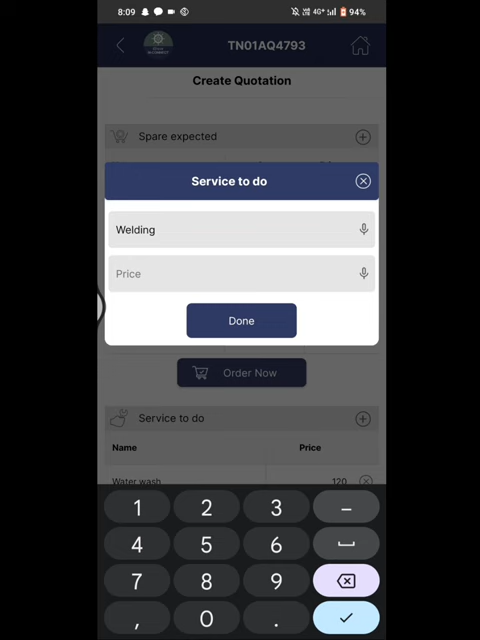 8:09
4G+
94%
TN01AQ4793
Create Quotation
Spare expected
Service to do
Welding
Price
Done
Order Now
Service to do
Name Price
Water wash 120
1 2 3 –
4 5 6
7 8 9
, 0 .